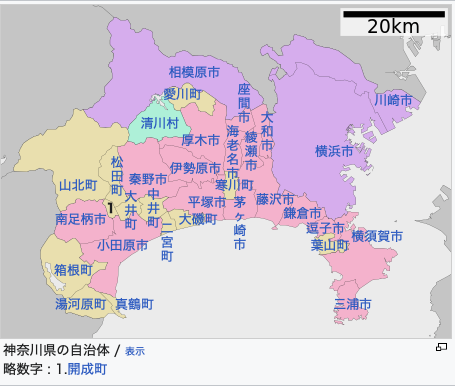 20km
相模原市
愛川町
清川村
座間市
大和市
川崎市
横浜市
厚木市
海老名市
綾瀬市
松田町
秦野市
伊勢原市
山北町
大井町
中井町
寒川町
1
平塚市
茅ヶ崎市
藤沢市
鎌倉市
南足柄市
二宮町
大磯町
逗子市
横須賀市
葉山町
小田原市
箱根町
湯河原町
真鶴町
三浦市
神奈川県の自治体 / 表示
略数字 : 1.開成町